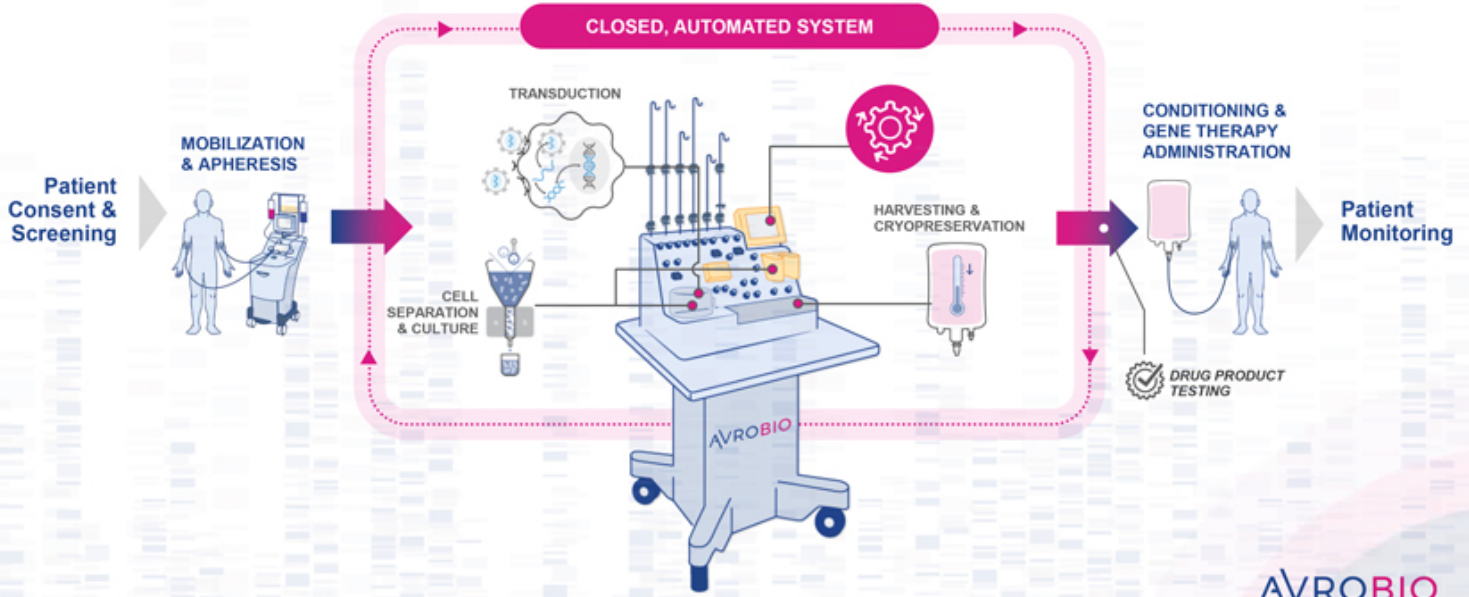 CLOSED, AUTOMATED SYSTEM
Patient
Consent &
Screening
MOBILIZATION
& APHERESIS
TRANSDUCTION
CELL
SEPARATION
& CULTURE
HARVESTING &
CRYOPRESERVATION
AVROBIO
CONDITIONING &
GENE THERAPY
ADMINISTRATION
DRUG PRODUCT
TESTING
Patient
Monitoring
AVROBIO